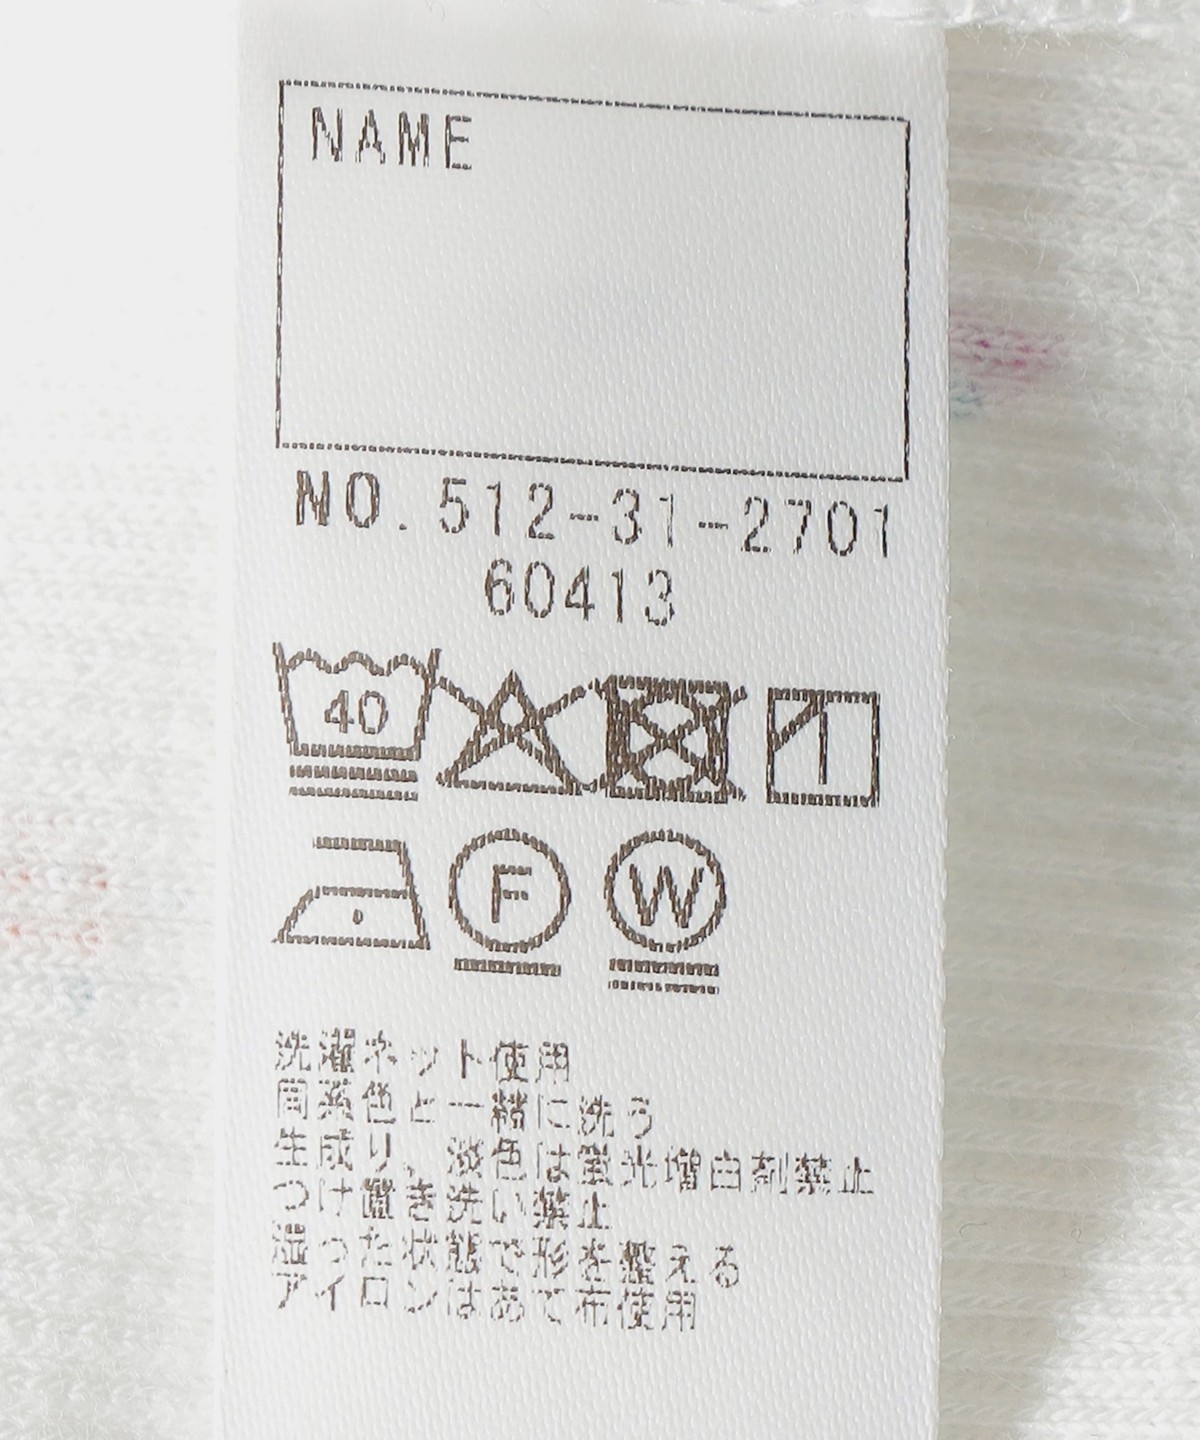 NAME
NO. 512-31-2701
60413
40
F
W
洗濯ネット使用
同系色と一緒に洗う
生成り、淡色は蛍光増白剤禁止
つけ置き洗い禁止
湿った状態で形を整える
アイロンはあて布使用